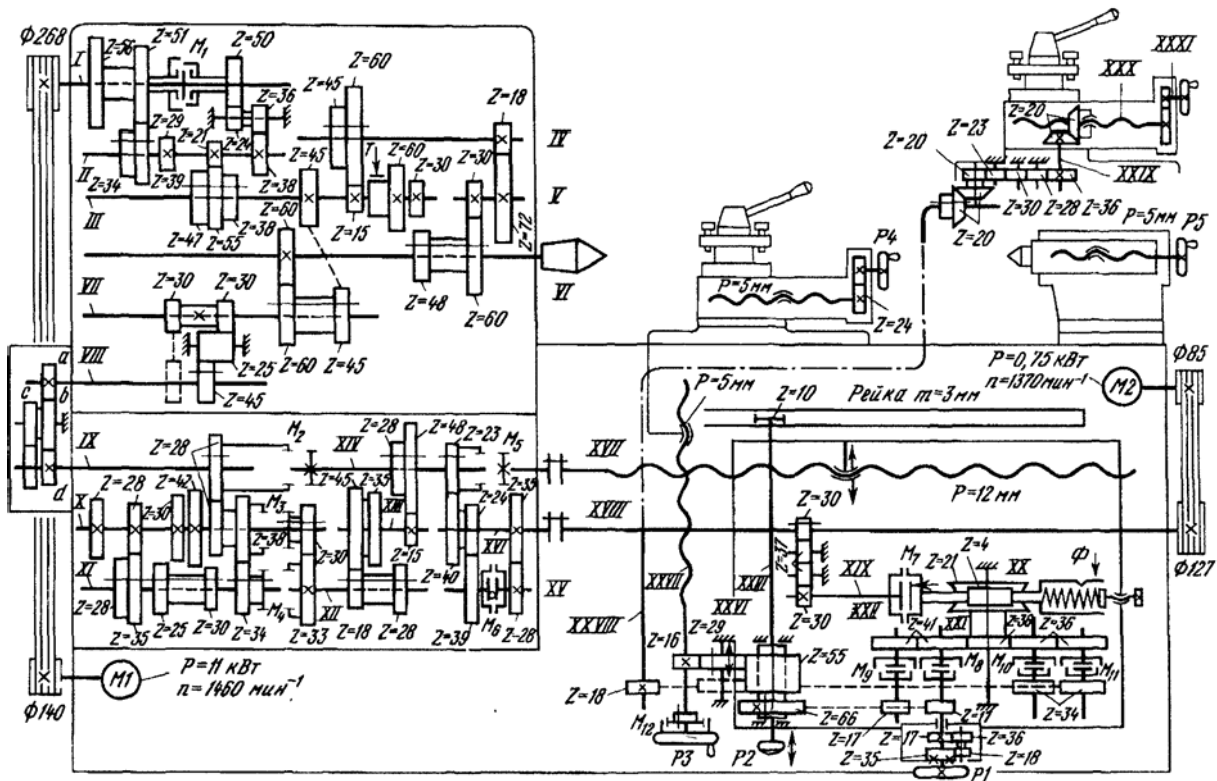 Ф268
I
Z=56
Z=51
M1
Z=50
Z=36
Z=29
Z=21
Z=24
II
Z=34
Z=39
Z=38
III
Z=47
Z=55
Z=38
Z=45
Z=60
Z=45
Z=18
IV
T
Z=60
Z=30
Z=30
V
Z=15
Z=60
Z=72
VI
Z=48
Z=60
VII
Z=30
Z=30
Z=25
Z=60
Z=45
VIII
Z=45
a
b
c
d
IX
Z=28
M2
XIV
Z=28
Z=48
Z=23
M5
XVII
Z=28
Z=42
Z=45
Z=35
Z=35
X
Z=30
M3
Z=38
Z=30
XIII
Z=15
Z=24
XVI
XVIII
Z=40
XI
Z=28
Z=35
Z=25
Z=30
Z=34
M4
Z=33
XII
Z=18
Z=28
Z=39
M6
Z=28
XV
M1
P=11 кВт
n=1460 мин⁻¹
Ф140
XXXI
XXX
Z=20
Z=23
Z=20
XXIX
Z=30
Z=28
Z=36
Z=20
P=5мм
P5
P4
P=5мм
Z=24
P=0,75 кВт
n=1370мин⁻¹
M2
Ф85
P=5мм
Z=10
Рейка m=3мм
P=12мм
Z=30
Z=37
Z=30
XIX
XXV
M7
Z=21
Z=4
XX
Ф
Ф127
XXI
XXVII
XXVIII
XXVI
XXVI
Z=16
Z=29
Z=41
Z=38
Z=36
Z=55
M9
M8
M10
M11
Z=18
M12
Z=66
Z=17
Z=34
P3
P2
Z=17
Z=36
Z=35
Z=18
P1